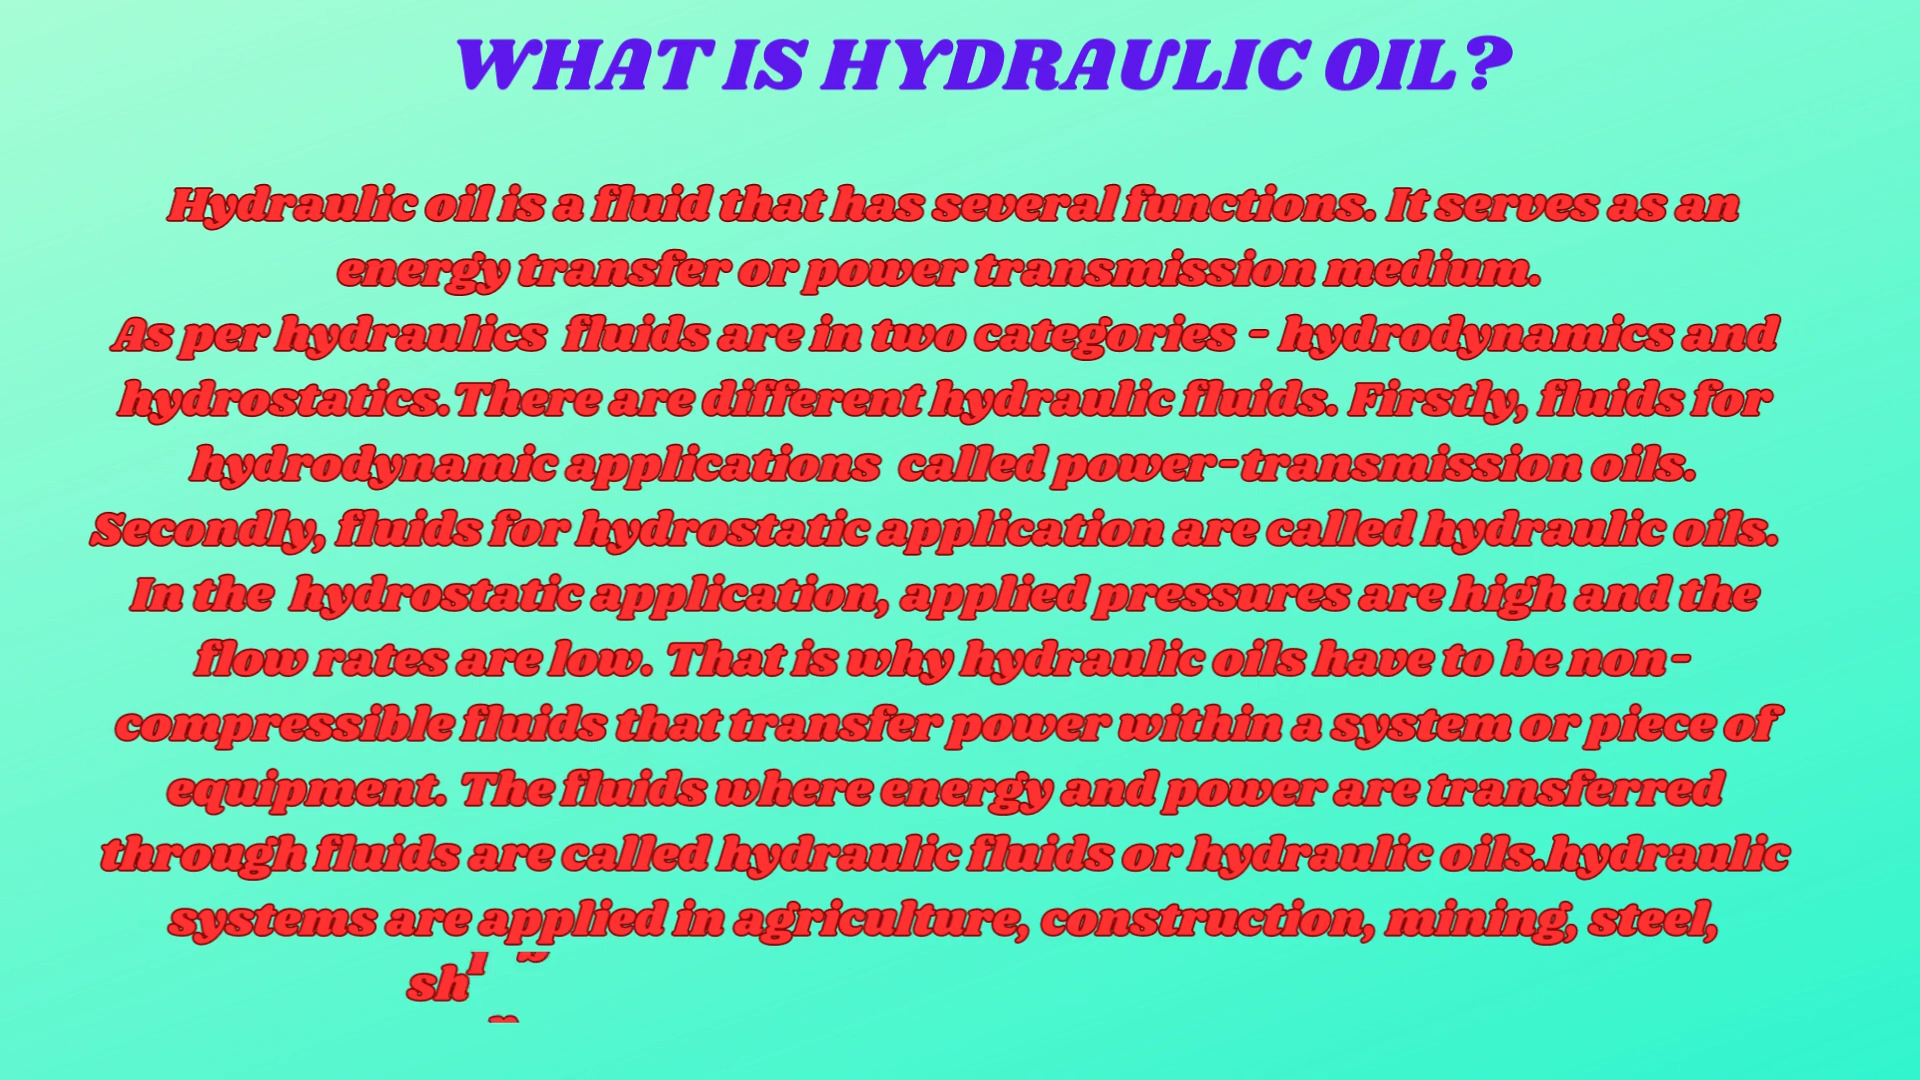 WHAT IS HYDRAULIC OIL?
Hydraulic oil is a fluid that has several functions. It serves as an
energy transfer or power transmission medium.
As per hydraulics fluids are in two categories - hydrodynamics and
hydrostatics.There are different hydraulic fluids. Firstly, fluids for
hydrodynamic applications called power-transmission oils.
Secondly, fluids for hydrostatic application are called hydraulic oils.
In the hydrostatic application, applied pressures are high and the
flow rates are low. That is why hydraulic oils have to be non-
compressible fluids that transfer power within a system or piece of
equipment. The fluids where energy and power are transferred
through fluids are called hydraulic fluids or hydraulic oils.hydraulic
systems are applied in agriculture, construction, mining, steel,
sh